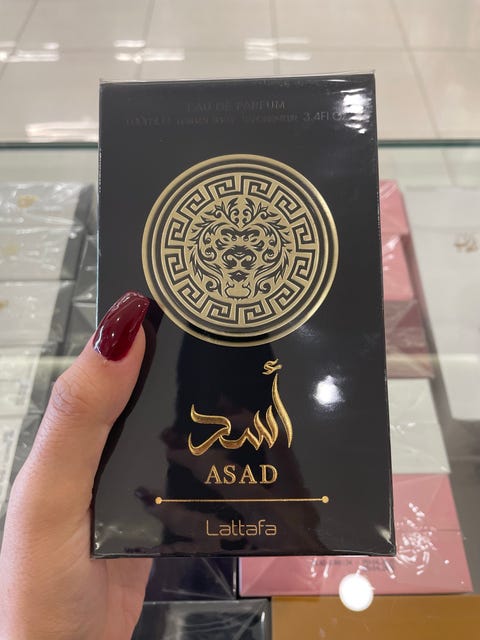 EAU DE PARFUM
3.4FL OZ
أسد
ASAD
Lattafa